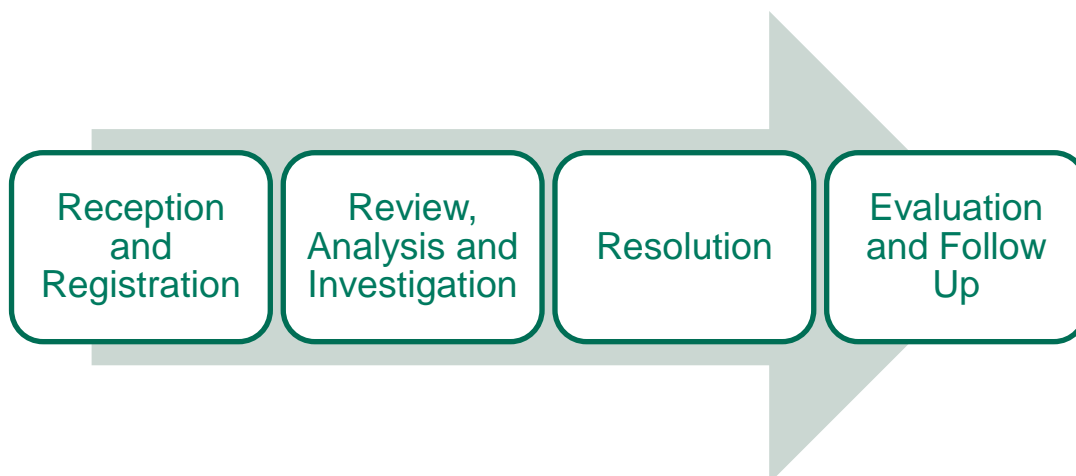 Reception
and
Registration
Review,
Analysis and
Investigation
Resolution
Evaluation
and Follow
Up